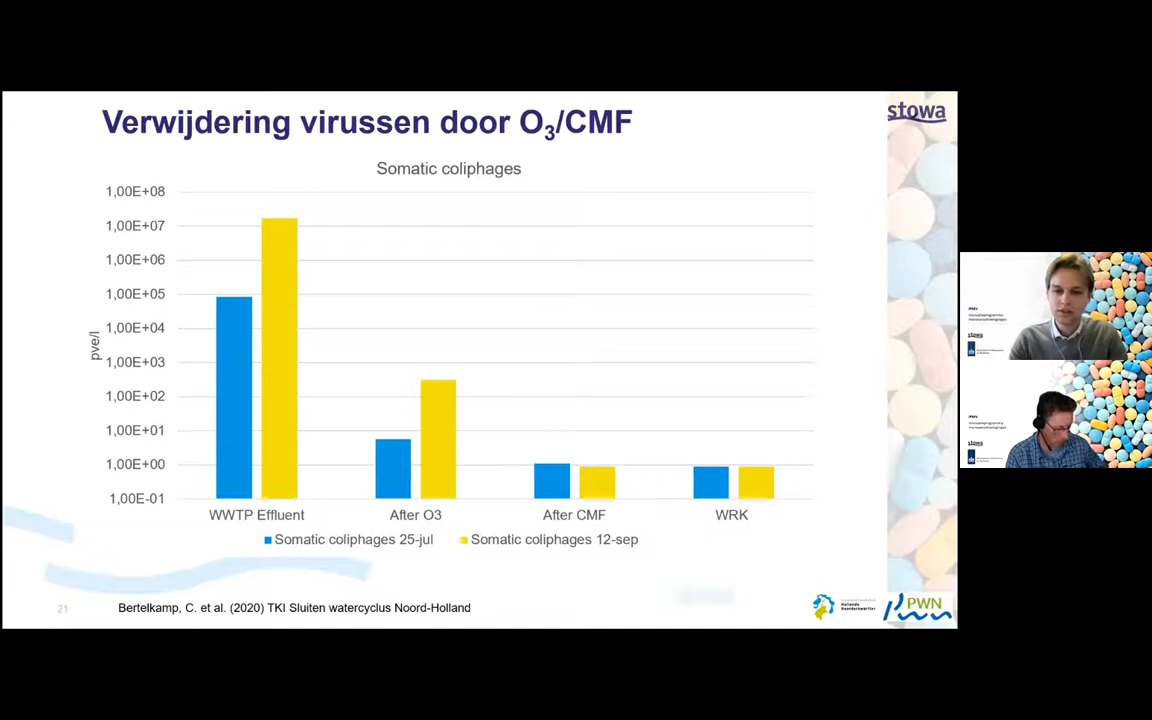 Verwijdering virussen door O3/CMF
stowa
Somatic coliphages
1,00E+08
1,00E+07
1,00E+06
1,00E+05
1,00E+04
1,00E+03
1,00E+02
1,00E+01
1,00E+00
1,00E-01
pve/l
WWTP Effluent
After O3
After CMF
WRK
Somatic coliphages 25-jul
Somatic coliphages 12-sep
21
Bertelkamp, C. et al. (2020) TKI Sluiten watercyclus Noord-Holland
PWN
stowa
stowa